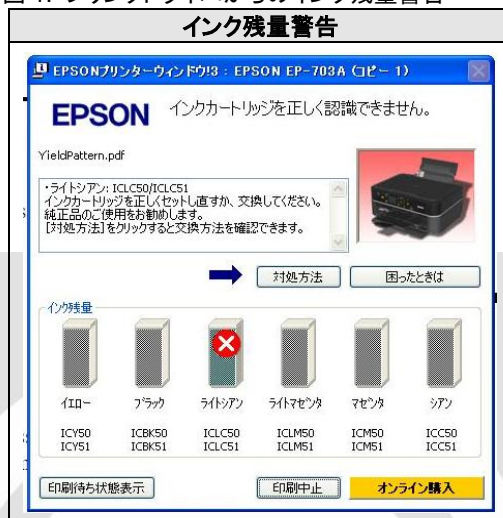 インク残量警告
EPSONプリンターウィンドウ!3 : EPSON EP-703A (コピー 1)
EPSON
インクカートリッジを正しく認識できません。
YieldPattern.pdf
・ライトシアン: ICLC50/ICLC51
インクカートリッジを正しくセットし直すか、交換してください。
純正品のご使用をお勧めします。
[対処方法]をクリックすると交換方法を確認できます。
対処方法
困ったときは
インク残量
イエロー ブラック ライトシアン ライトマゼンタ マゼンタ シアン
ICY50 ICBK50 ICLC50 ICLM50 ICM50 ICC50
ICY51 ICBK51 ICLC51 ICLM51 ICM51 ICC51
印刷待ち状態表示
印刷中止
オンライン購入